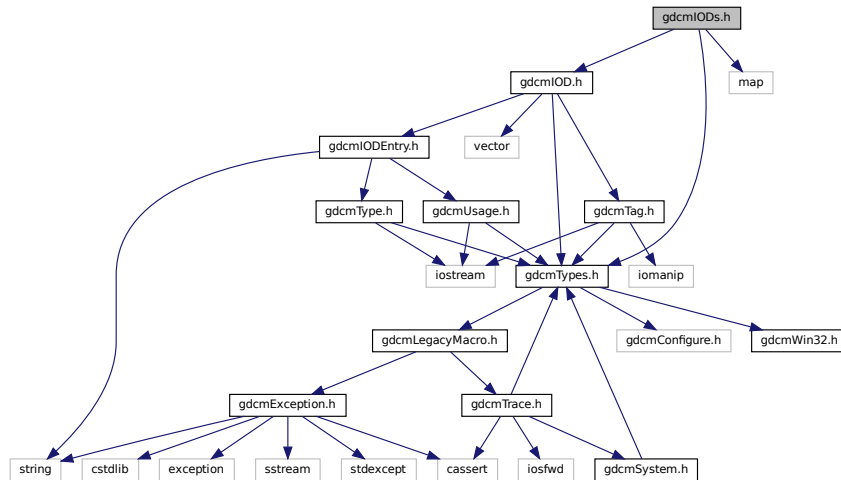 gdcmIODs.h
gdcmIOD.h
map
gdcmIODEntry.h
vector
gdcmType.h
gdcmUsage.h
gdcmTag.h
iostream
gdcmTypes.h
iomanip
gdcmLegacyMacro.h
gdcmConfigure.h
gdcmWin32.h
gdcmException.h
gdcmTrace.h
string
cstdlib
exception
sstream
stdexcept
cassert
iosfwd
gdcmSystem.h